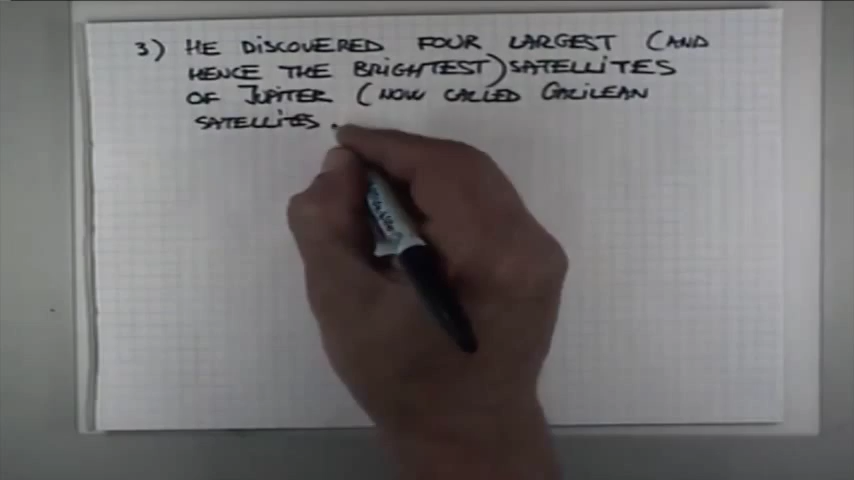 3) HE DISCOVERED FOUR LARGEST (AND
HENCE THE BRIGHTEST) SATELLITES
OF JUPITER (NOW CALLED GALILEAN
SATELLITES.